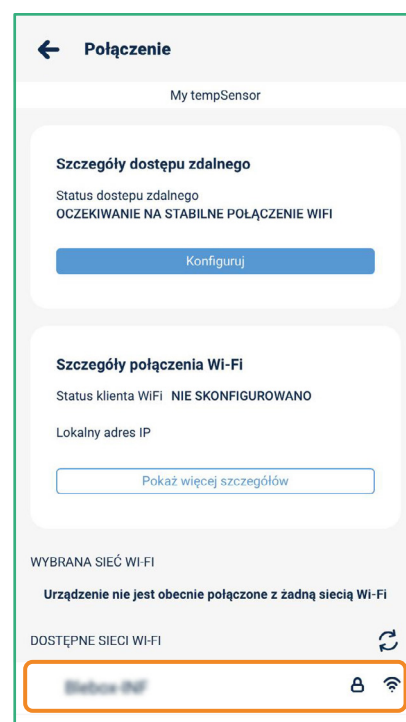 Połączenie
My tempSensor
Szczegóły dostępu zdalnego
Status dostepu zdalnego
OCZEKIWANIE NA STABILNE POŁĄCZENIE WIFI
Konfiguruj
Szczegóły połączenia Wi-Fi
Status klienta WiFi NIE SKONFIGUROWANO
Lokalny adres IP
Pokaż więcej szczegółów
WYBRANA SIEĆ WI-FI
Urządzenie nie jest obecnie połączone z żadną siecią Wi-Fi
DOSTĘPNE SIECI WI-FI